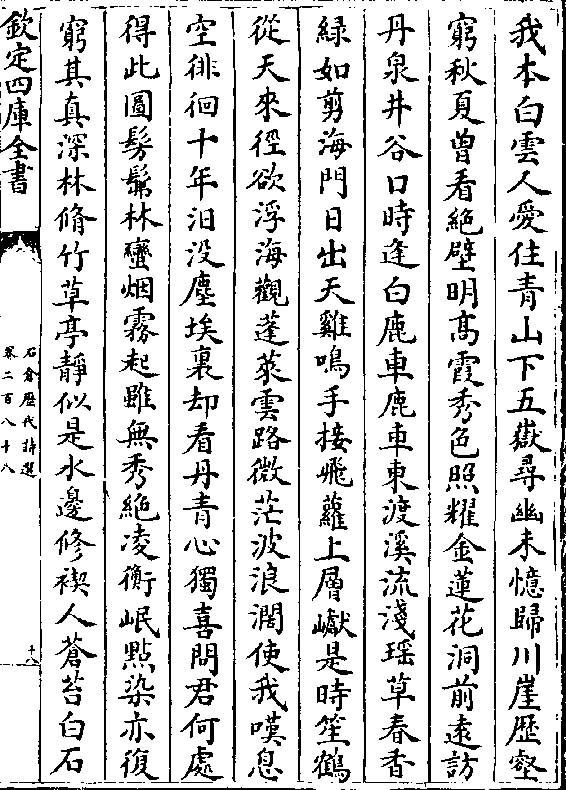 我本白雲人愛住青山下五嶽尋幽未憶歸川崖歴壑
窮秋夏曾看絶壁明髙霞秀色照耀金蓮花洞前逺訪
丹泉井谷口時逢白鹿車鹿車東渡溪流淺瑶草春香
緑如剪海門日出天雞鳴手接飛蘿上層巘是時笙鶴
從天來徑欲浮海觀蓬萊雲路微茫波浪濶使我嘆息
空徘徊十年汩没塵埃裏却看丹青心獨喜問君何處
得此圖髣髴林巒烟霧起雖無秀絶凌衡岷點染亦復
窮其真深林脩竹草亭靜似是水邊修禊人蒼苔白石
欽定四庫全書
石倉歴代詩選
卷二百八十八
十八